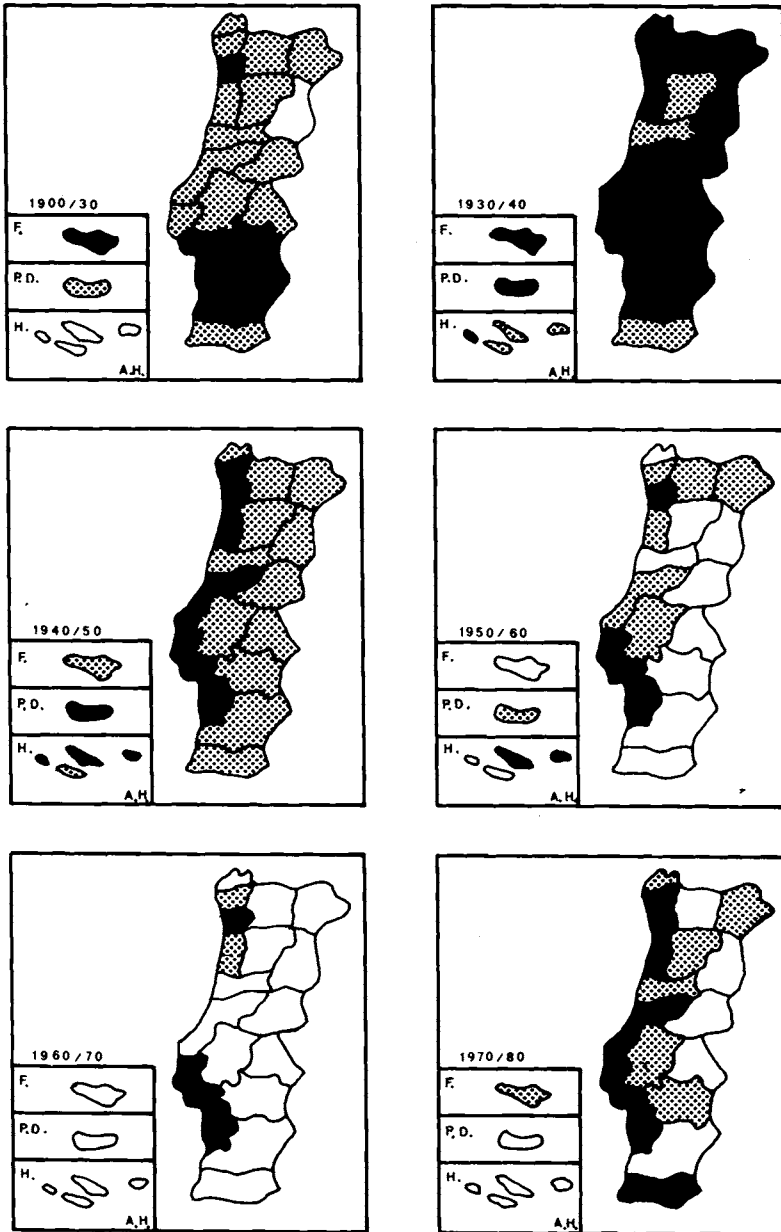 1900/30
F.
P.D.
H.
A.H.
1930/40
F.
P.D.
H.
A.H.
1940/50
F.
P.D.
H.
A.H.
1950/60
F.
P.D.
H.
A.H.
1960/70
F.
P.D.
H.
A.H.
1970/80
F.
P.D.
H.
A.H.